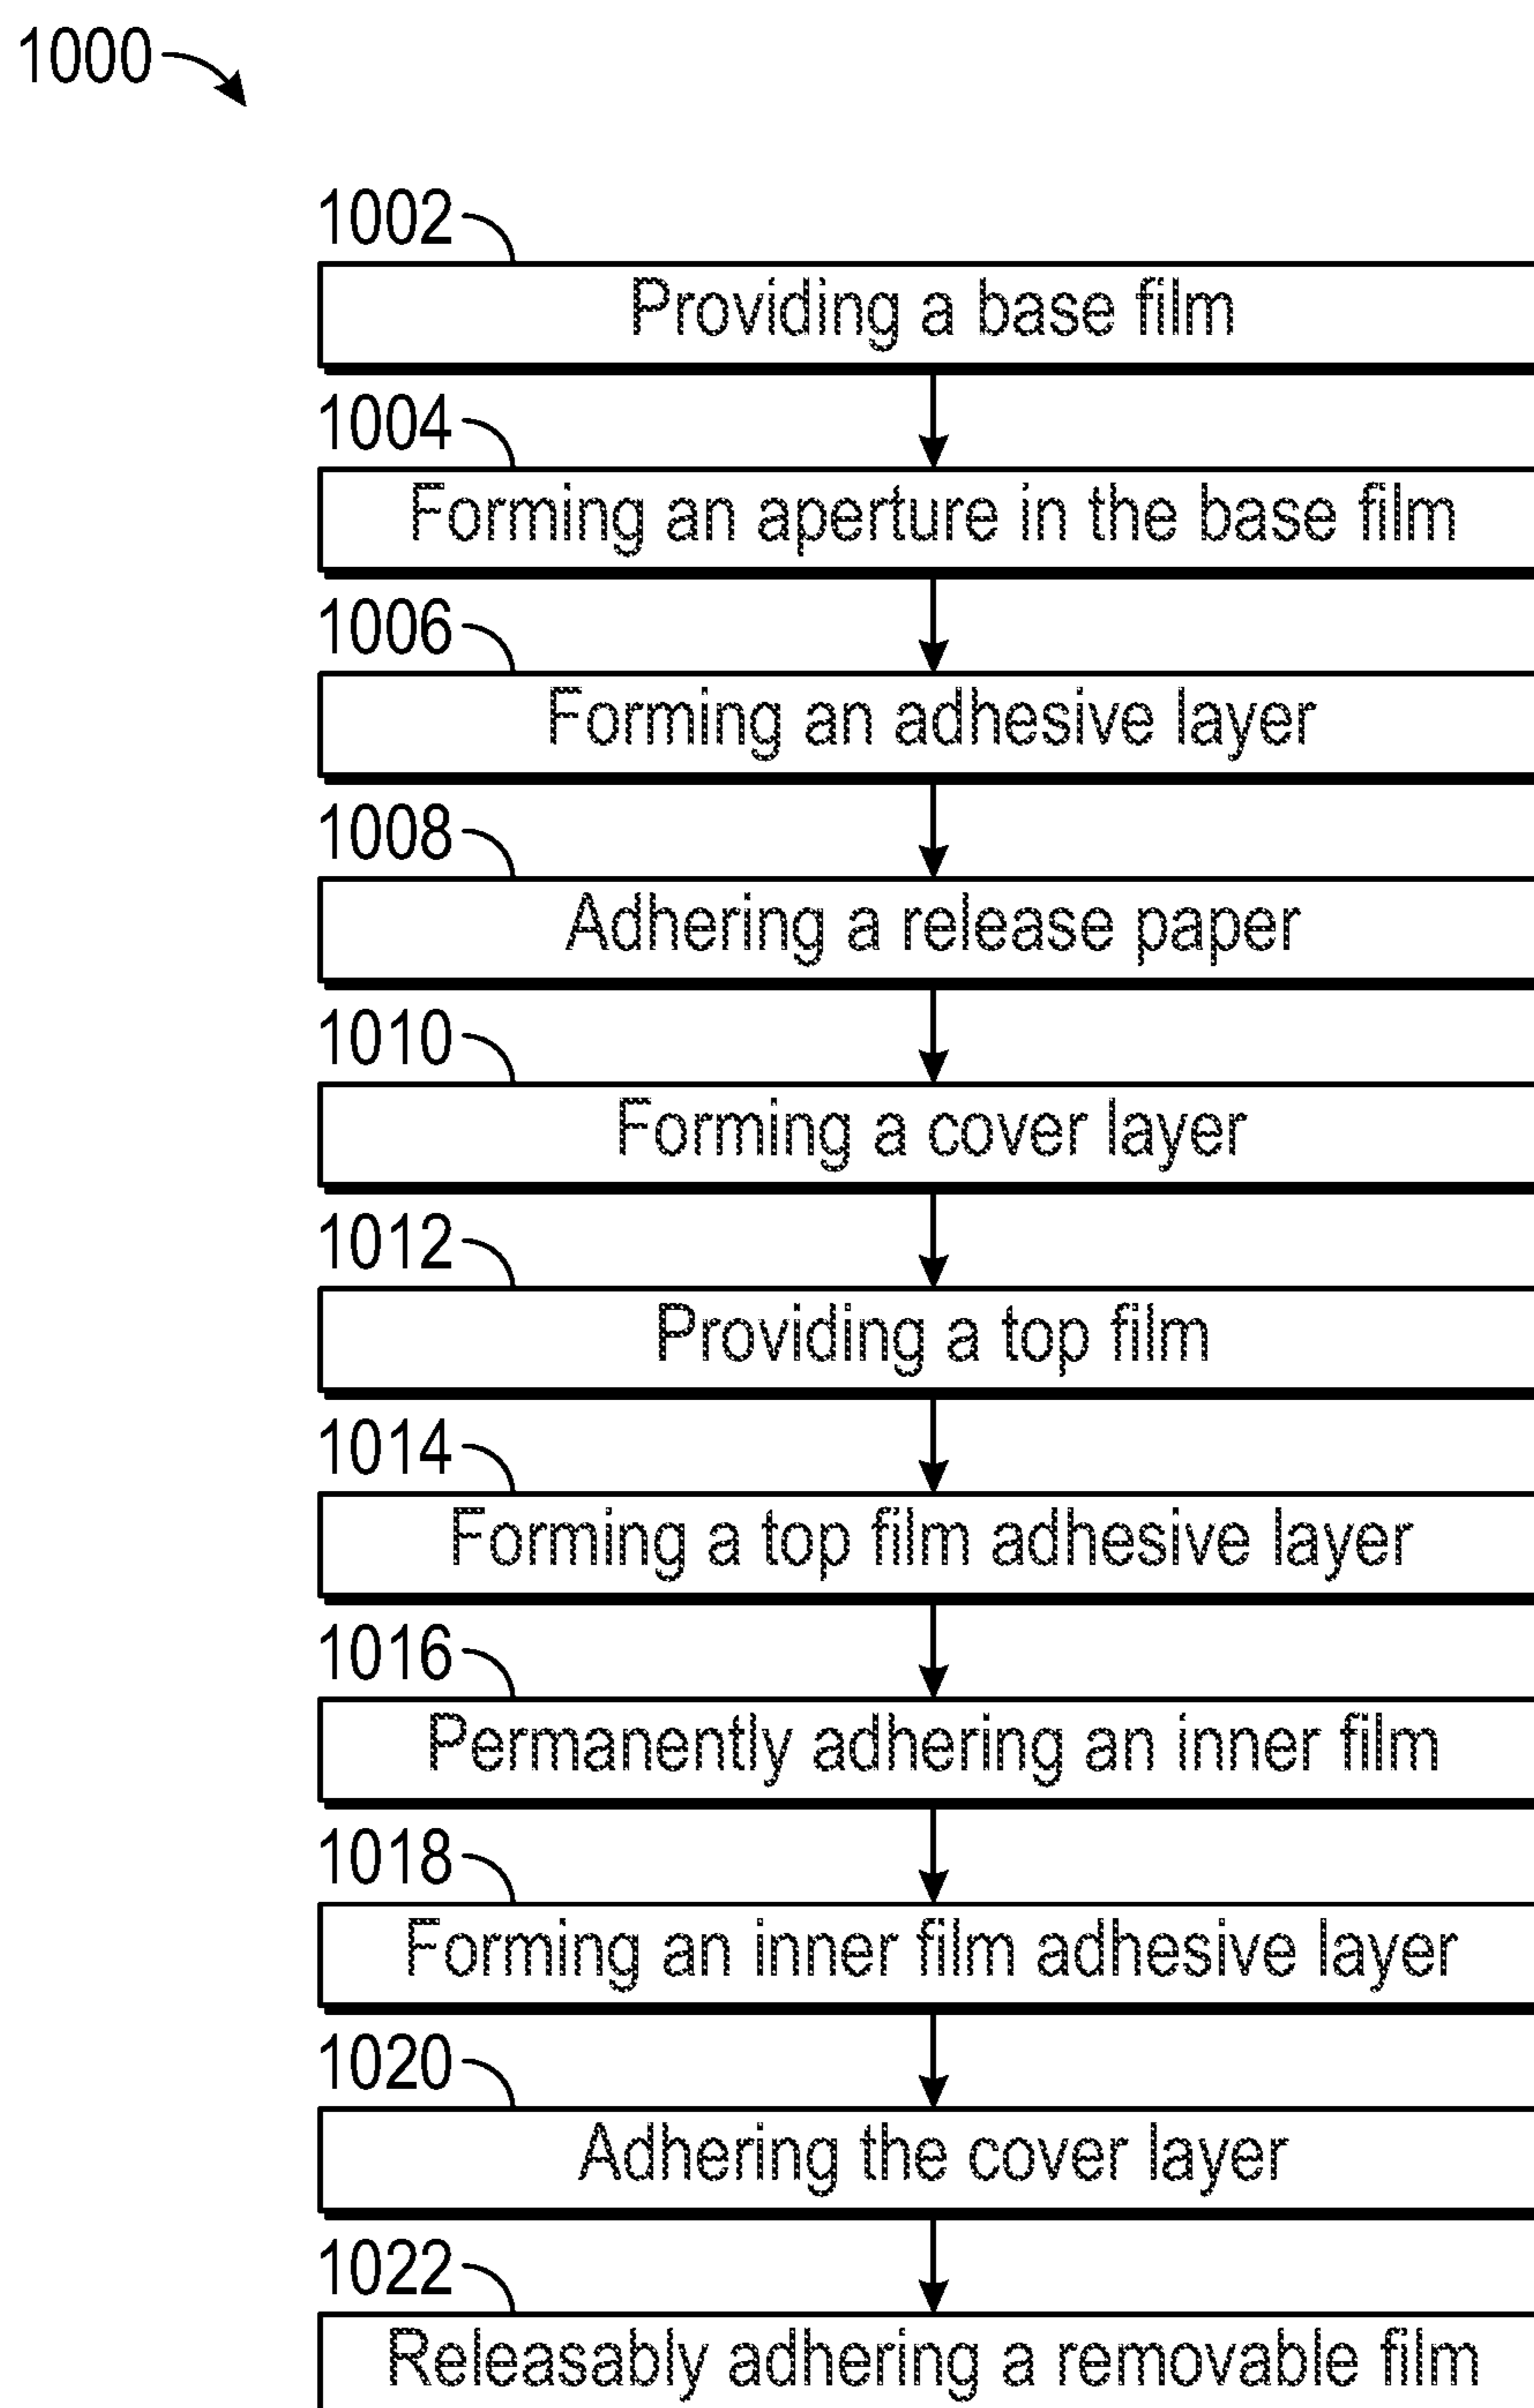 1000
1002
Providing a base film
1004
Forming an aperture in the base film
1006
Forming an adhesive layer
1008
Adhering a release paper
1010
Forming a cover layer
1012
Providing a top film
1014
Forming a top film adhesive layer
1016
Permanently adhering an inner film
1018
Forming an inner film adhesive layer
1020
Adhering the cover layer
1022
Releasably adhering a removable film